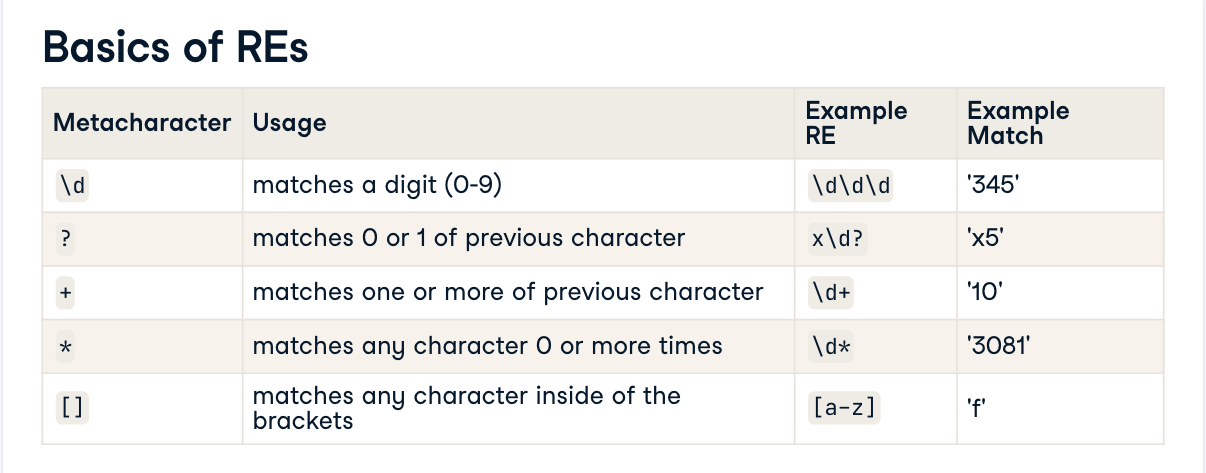 Basics of REs
Metacharacter Usage Example RE Example Match
\d matches a digit (0-9) \d\d\d '345'
? matches 0 or 1 of previous character x\d? 'x5'
+ matches one or more of previous character \d+ '10'
* matches any character 0 or more times \d* '3081'
[] matches any character inside of the brackets [a-z] 'f'